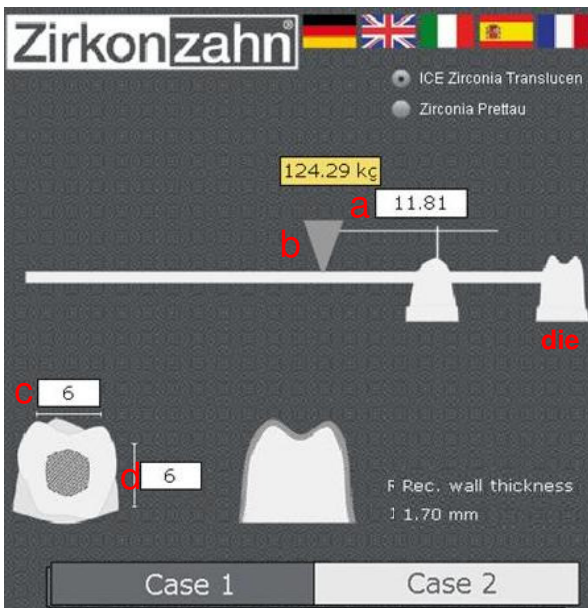 Zirkonzahn®
ICE Zirconia Translucen
Zirconia Prettau
124.29 kg
a 11.81
b
die
c 6
d 6
Rec. wall thickness
1.70 mm
Case 1 Case 2